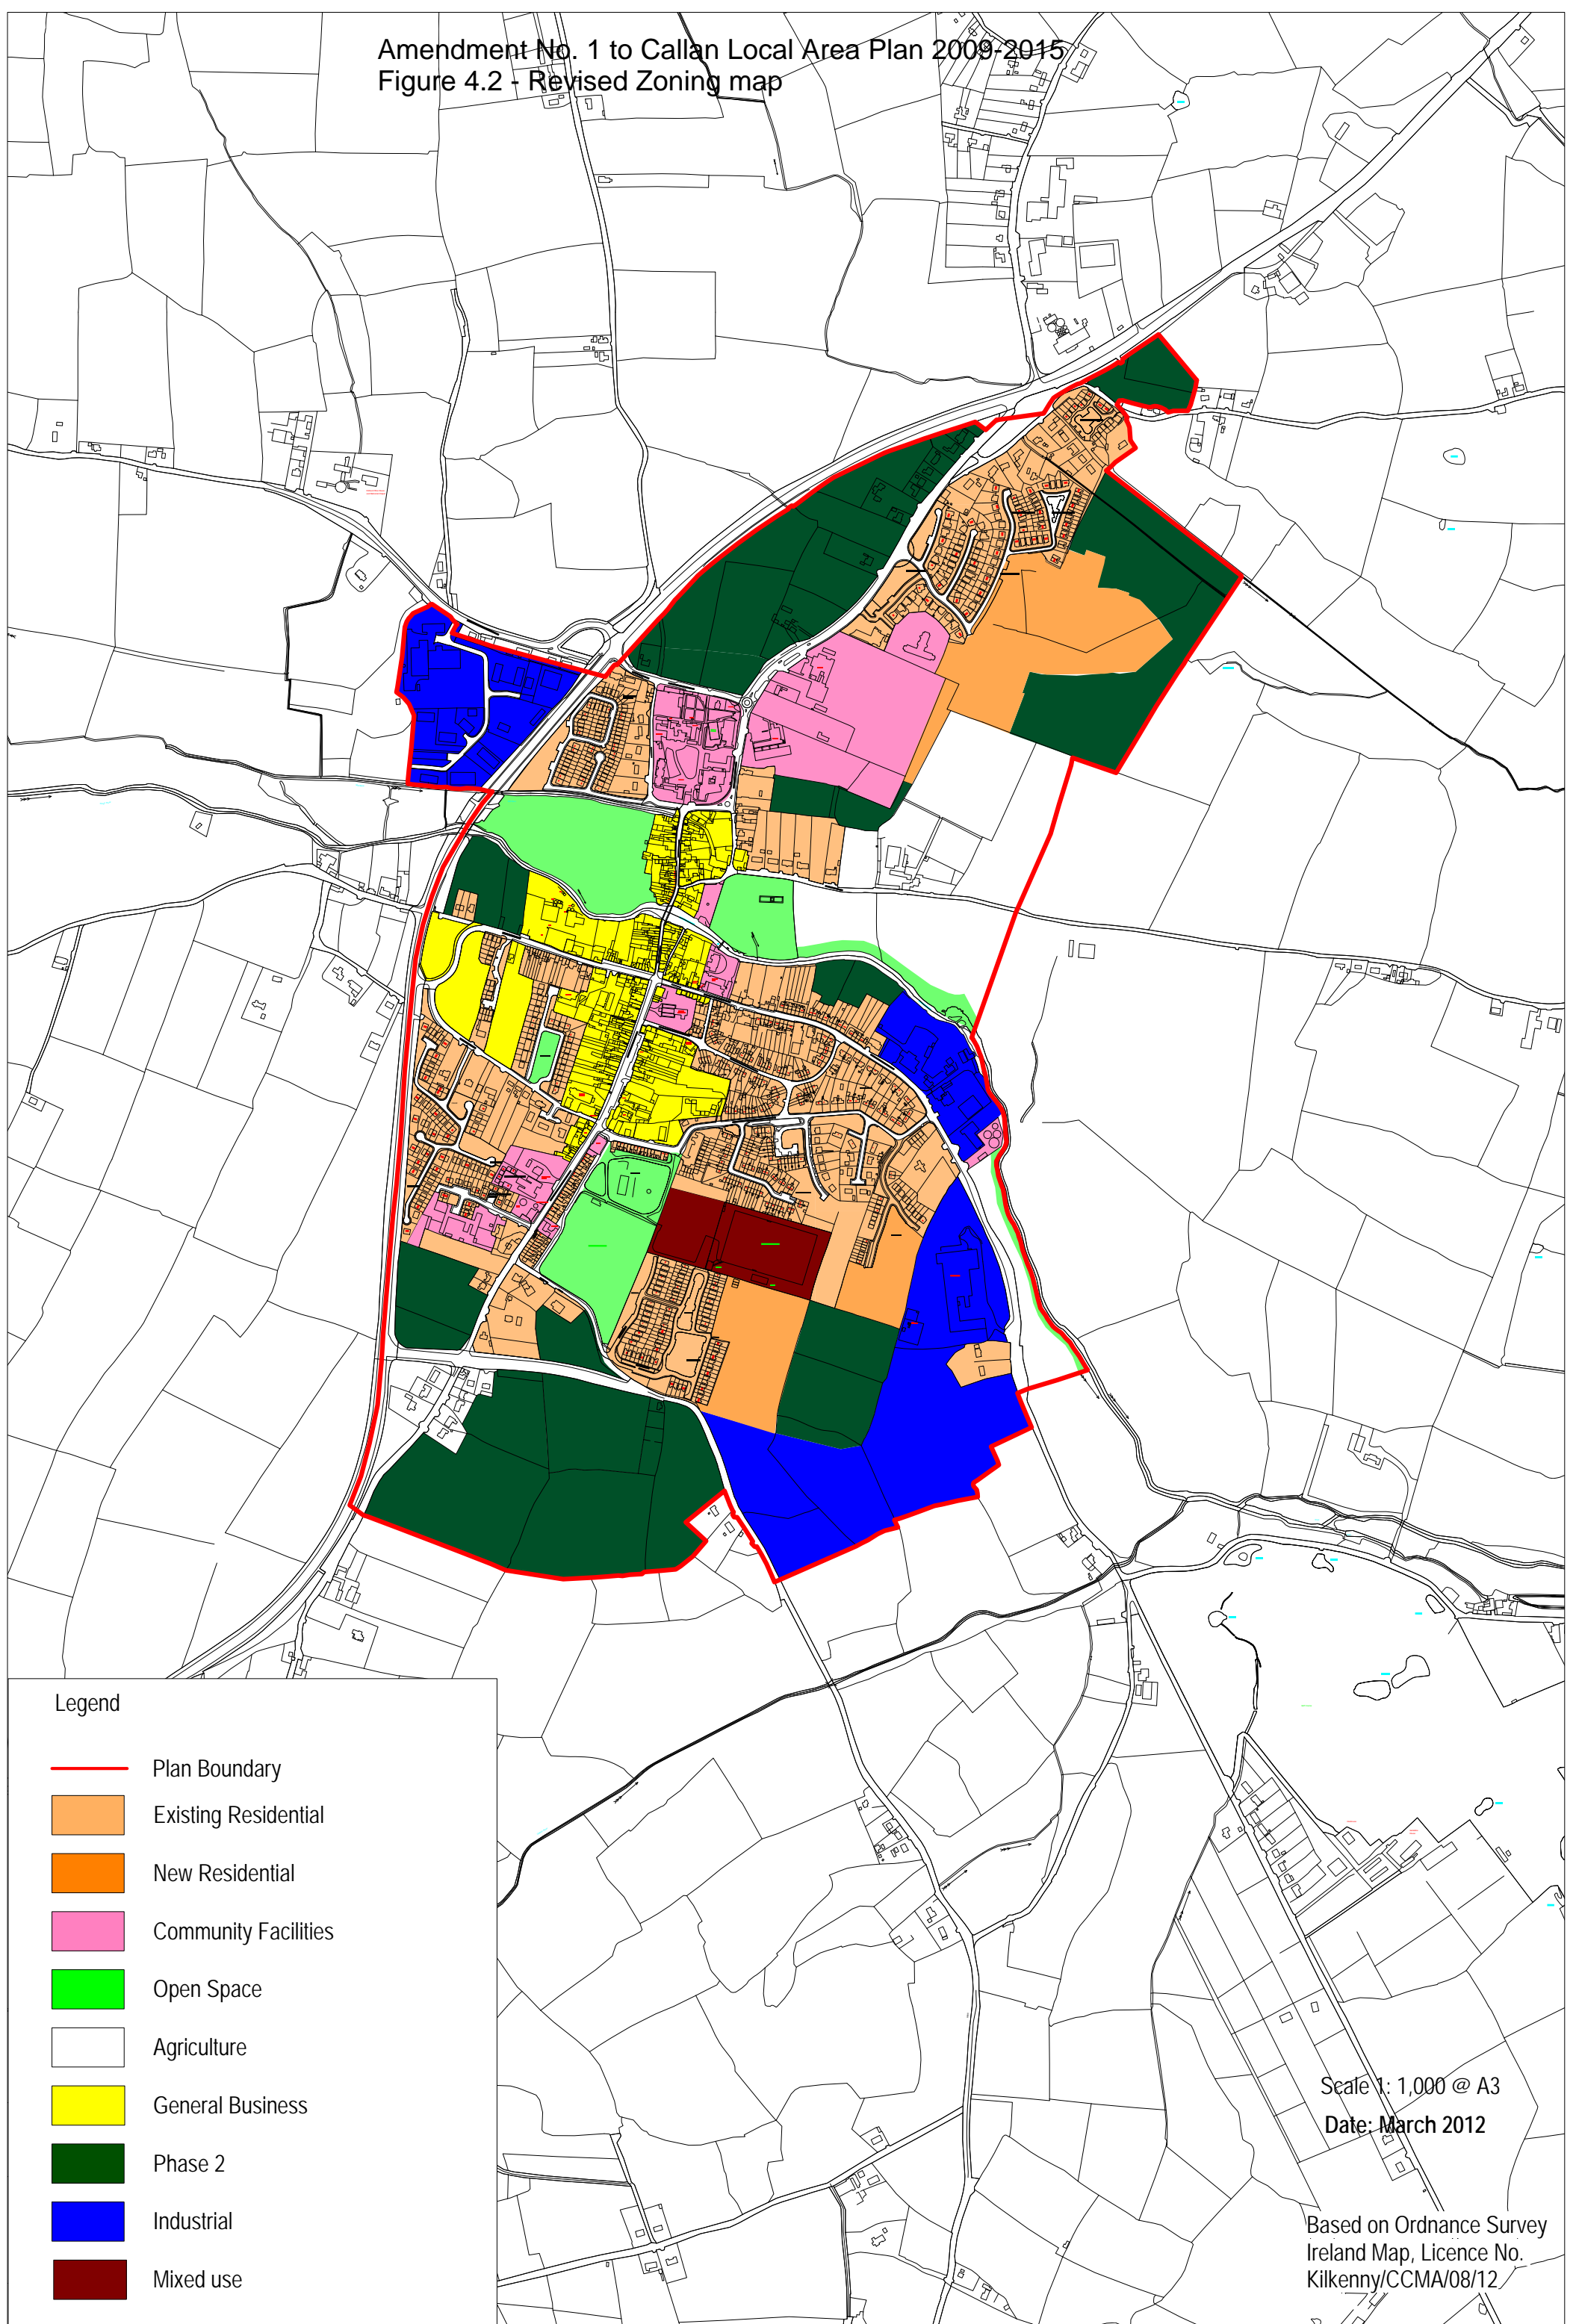 Amendment No. 1 to Callan Local Area Plan 2009-2015
Figure 4.2 - Revised Zoning map
Legend
Plan Boundary
Existing Residential
New Residential
Community Facilities
Open Space
Agriculture
General Business
Phase 2
Industrial
Mixed use
Scale 1: 1,000 @ A3
Date: March 2012
Based on Ordnance Survey
Ireland Map, Licence No.
Kilkenny/CCMA/08/12